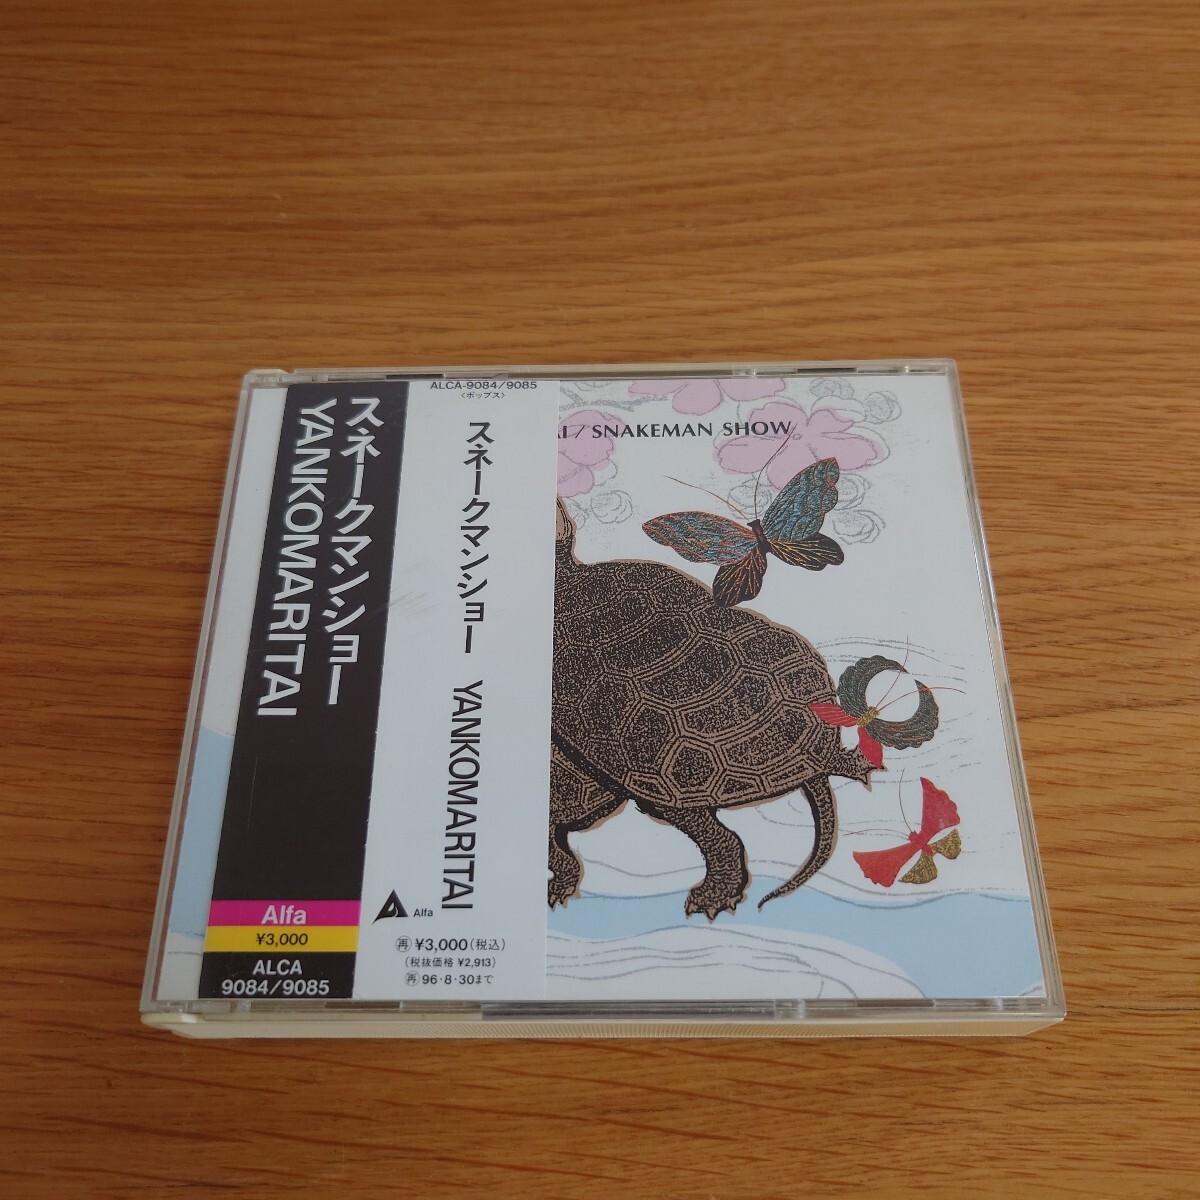 スネークマンショー
YANKOMARITAI
Alfa
¥3,000
ALCA
9084/9085
ALCA-9084/9085
〈ポップス〉
スネークマンショー YANKOMARITAI
Alfa
再 ¥3,000(税込)
(税抜価格 ¥2,913)
再 96・8・30まで
AI / SNAKEMAN SHOW